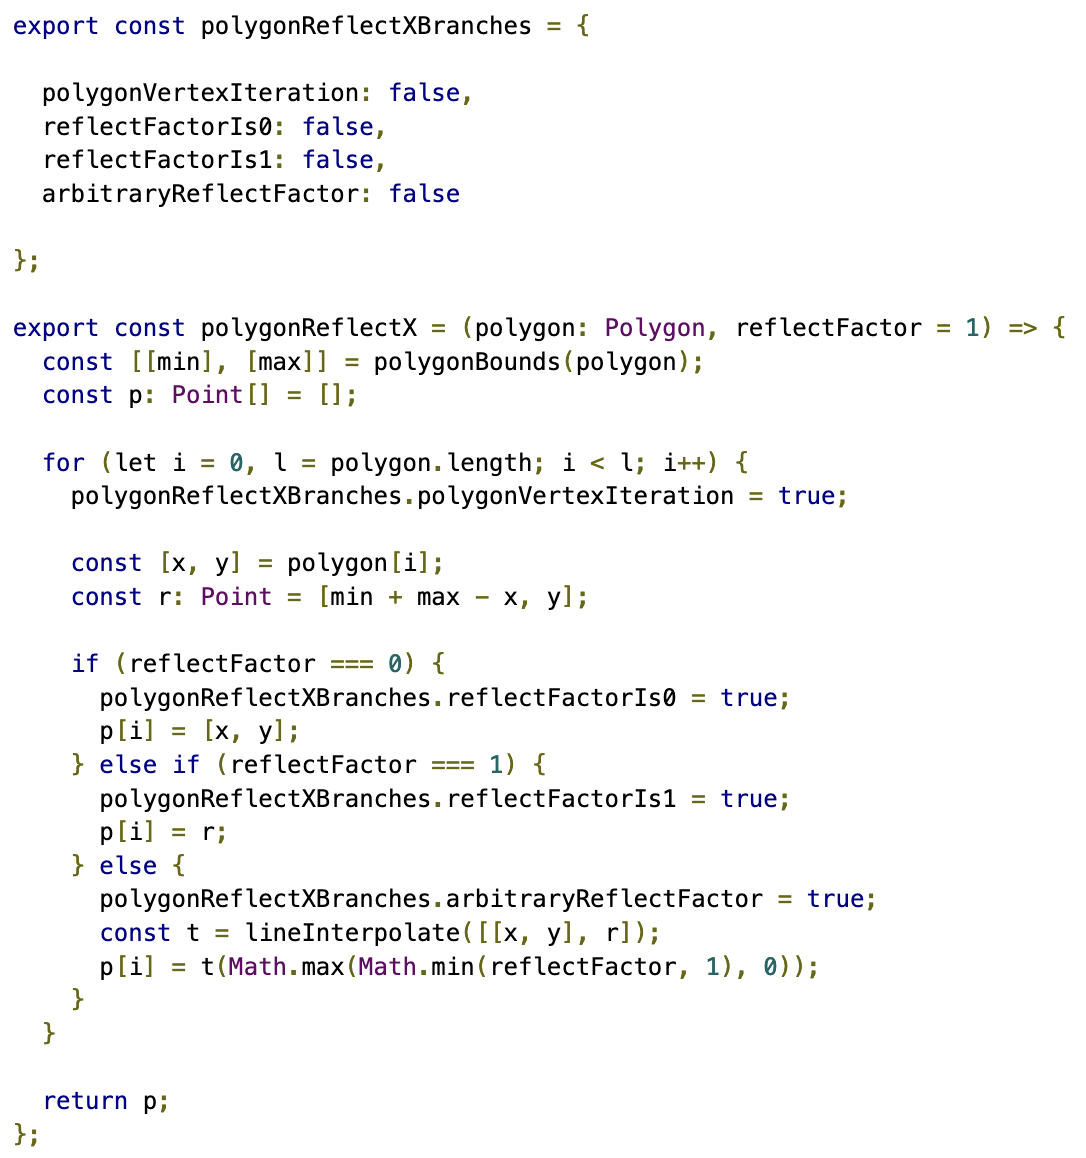 export const polygonReflectXBranches = {

  polygonVertexIteration: false,
  reflectFactorIs0: false,
  reflectFactorIs1: false,
  arbitraryReflectFactor: false

};

export const polygonReflectX = (polygon: Polygon, reflectFactor = 1) => {
  const [[min], [max]] = polygonBounds(polygon);
  const p: Point[] = [];

  for (let i = 0, l = polygon.length; i < l; i++) {
    polygonReflectXBranches.polygonVertexIteration = true;

    const [x, y] = polygon[i];
    const r: Point = [min + max - x, y];

    if (reflectFactor === 0) {
      polygonReflectXBranches.reflectFactorIs0 = true;
      p[i] = [x, y];
    } else if (reflectFactor === 1) {
      polygonReflectXBranches.reflectFactorIs1 = true;
      p[i] = r;
    } else {
      polygonReflectXBranches.arbitraryReflectFactor = true;
      const t = lineInterpolate([[x, y], r]);
      p[i] = t(Math.max(Math.min(reflectFactor, 1), 0));
    }
  }

  return p;
};